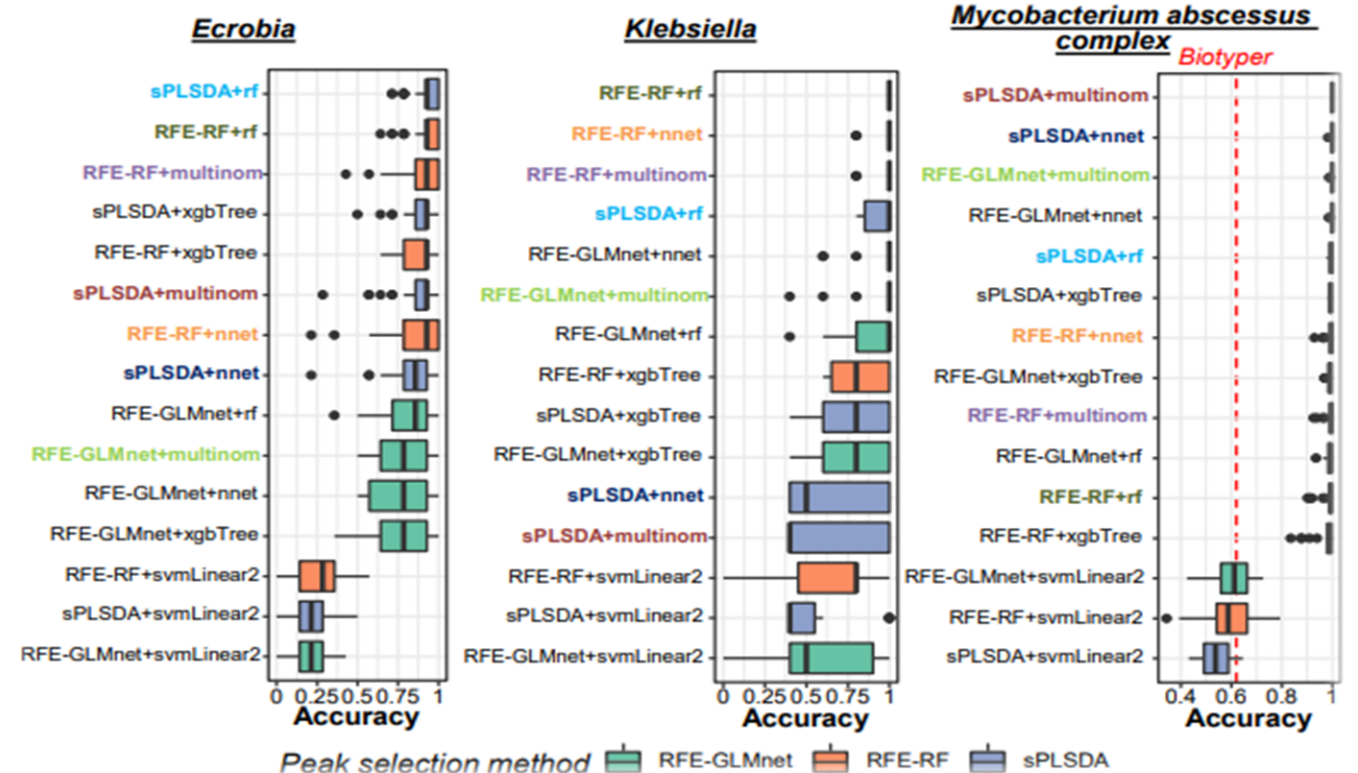 Ecrobia
sPLSDA+rf
RFE-RF+rf
RFE-RF+multinom
sPLSDA+xgbTree
RFE-RF+xgbTree
sPLSDA+multinom
RFE-RF+nnet
sPLSDA+nnet
RFE-GLMnet+rf
RFE-GLMnet+multinom
RFE-GLMnet+nnet
RFE-GLMnet+xgbTree
RFE-RF+svmLinear2
sPLSDA+svmLinear2
RFE-GLMnet+svmLinear2
0 0.25 0.5 0.75 1
Accuracy
Klebsiella
RFE-RF+rf
RFE-RF+nnet
RFE-RF+multinom
sPLSDA+rf
RFE-GLMnet+nnet
RFE-GLMnet+multinom
RFE-GLMnet+rf
RFE-RF+xgbTree
sPLSDA+xgbTree
RFE-GLMnet+xgbTree
sPLSDA+nnet
sPLSDA+multinom
RFE-RF+svmLinear2
sPLSDA+svmLinear2
RFE-GLMnet+svmLinear2
0 0.25 0.5 0.75 1
Accuracy
Mycobacterium abscessus
complex
Biotyper
sPLSDA+multinom
sPLSDA+nnet
RFE-GLMnet+multinom
RFE-GLMnet+nnet
sPLSDA+rf
sPLSDA+xgbTree
RFE-RF+nnet
RFE-GLMnet+xgbTree
RFE-RF+multinom
RFE-GLMnet+rf
RFE-RF+rf
RFE-RF+xgbTree
RFE-GLMnet+svmLinear2
RFE-RF+svmLinear2
sPLSDA+svmLinear2
0.4 0.6 0.8 1
Accuracy
Peak selection method RFE-GLMnet RFE-RF sPLSDA